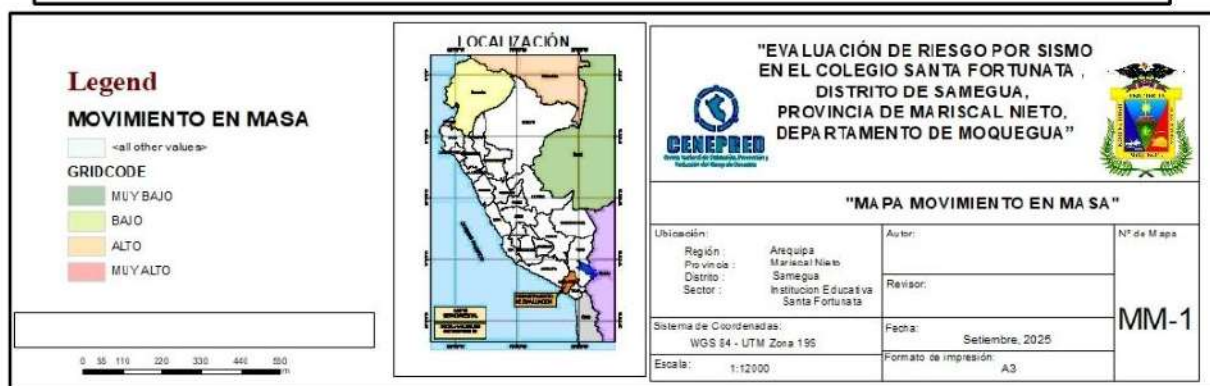 Legend
MOVIMIENTO EN MASA
<all other values>
GRIDCODE
MUY BAJO
BAJO
ALTO
MUY ALTO
0 55 110 220 330 440 550
m
LOCALIZACIÓN
CENEPRED
"EVALUACIÓN DE RIESGO POR SISMO
EN EL COLEGIO SANTA FORTUNATA ,
DISTRITO DE SAMEGUA,
PROVINCIA DE MARISCAL NIETO,
DEPARTAMENTO DE MOQUEGUA"
"MAPA MOVIMIENTO EN MASA"
Ubicación:
Región : Arequipa
Provincia : Mariscal Nieto
Distrito : Samegua
Sector : Institucion Educativa
Santa Fortunata
Autor:
Revisor:
Nº de Mapa
MM-1
Sistema de Coordenadas:
WGS 84 - UTM Zona 19S
Fecha:
Setiembre, 2025
Escala: 1:12000
Formato de impresión:
A3